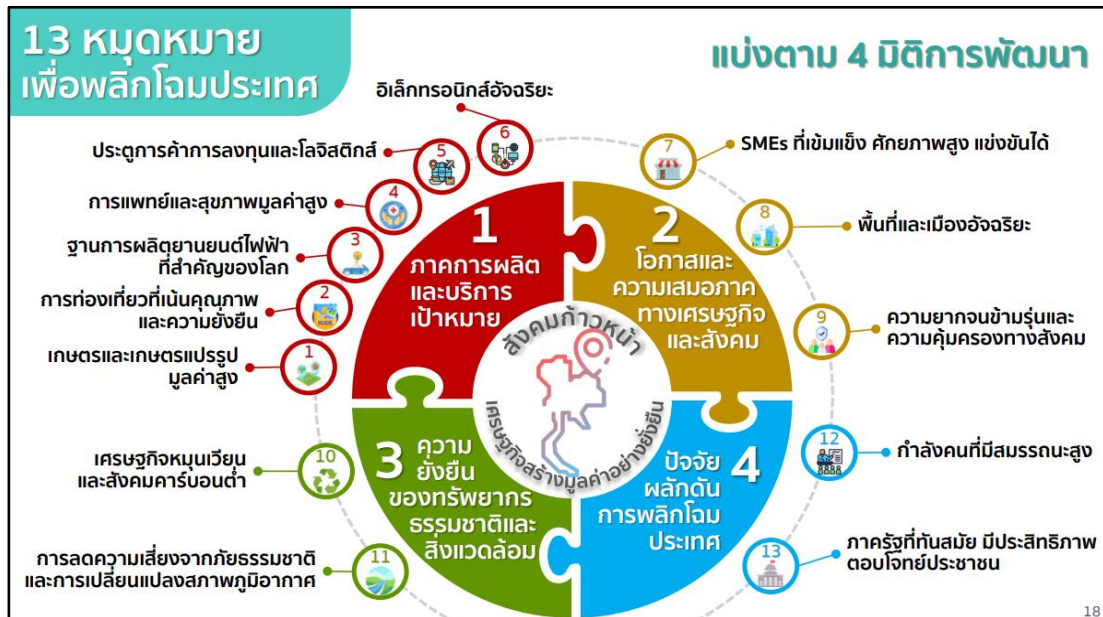 13 หมุดหมาย
เพื่อพลิกโฉมประเทศ
แบ่งตาม 4 มิติการพัฒนา
อิเล็กทรอนิกส์อัจฉริยะ
6
ประตูการค้าการลงทุนและโลจิสติกส์
5
การแพทย์และสุขภาพมูลค่าสูง
4
ฐานการผลิตยานยนต์ไฟฟ้า
ที่สำคัญของโลก
3
การท่องเที่ยวที่เน้นคุณภาพ
และความยั่งยืน
2
GUIDE
เกษตรและเกษตรแปรรูป
มูลค่าสูง
1
1
ภาคการผลิต
และบริการ
เป้าหมาย
7
SMEs ที่เข้มแข็ง ศักยภาพสูง แข่งขันได้
8
พื้นที่และเมืองอัจฉริยะ
9
ความยากจนข้ามรุ่นและ
ความคุ้มครองทางสังคม
2
โอกาสและ
ความเสมอภาค
ทางเศรษฐกิจ
และสังคม
สังคมก้าวหน้า
เศรษฐกิจสร้างมูลค่าอย่างยั่งยืน
เศรษฐกิจหมุนเวียน
และสังคมคาร์บอนต่ำ
10
การลดความเสี่ยงจากภัยธรรมชาติ
และการเปลี่ยนแปลงสภาพภูมิอากาศ
11
3 ความ
ยั่งยืน
ของทรัพยากร
ธรรมชาติและ
สิ่งแวดล้อม
ปัจจัย 4
ผลักดัน
การพลิกโฉม
ประเทศ
12
กำลังคนที่มีสมรรถนะสูง
13
ภาครัฐที่ทันสมัย มีประสิทธิภาพ
ตอบโจทย์ประชาชน
18